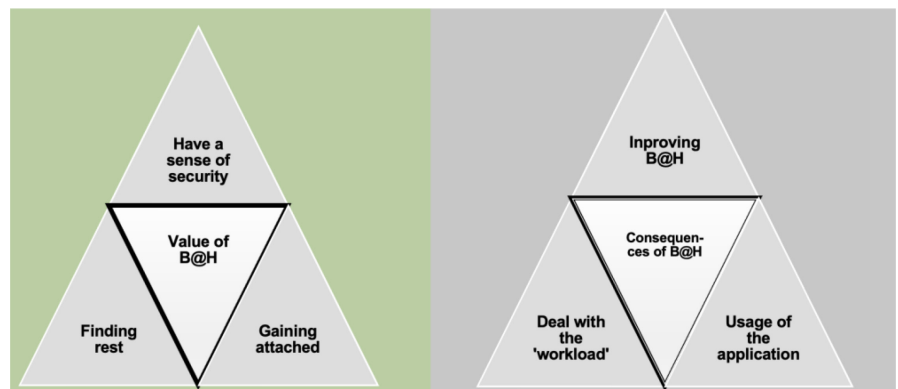 Have a
sense of
security
Value of
B@H
Finding
rest
Gaining
attached
Inproving
B@H
Consequen-
ces of B@H
Deal with
the
'workload'
Usage of
the
application